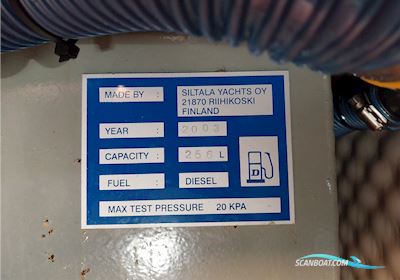 MADE BY : SILTALA YACHTS OY
21870 RIIHIKOSKI
FINLAND
YEAR : 2003
CAPACITY : 256 L
D
FUEL : DIESEL
MAX TEST PRESSURE 20 KPA
SCANBOAT.COM